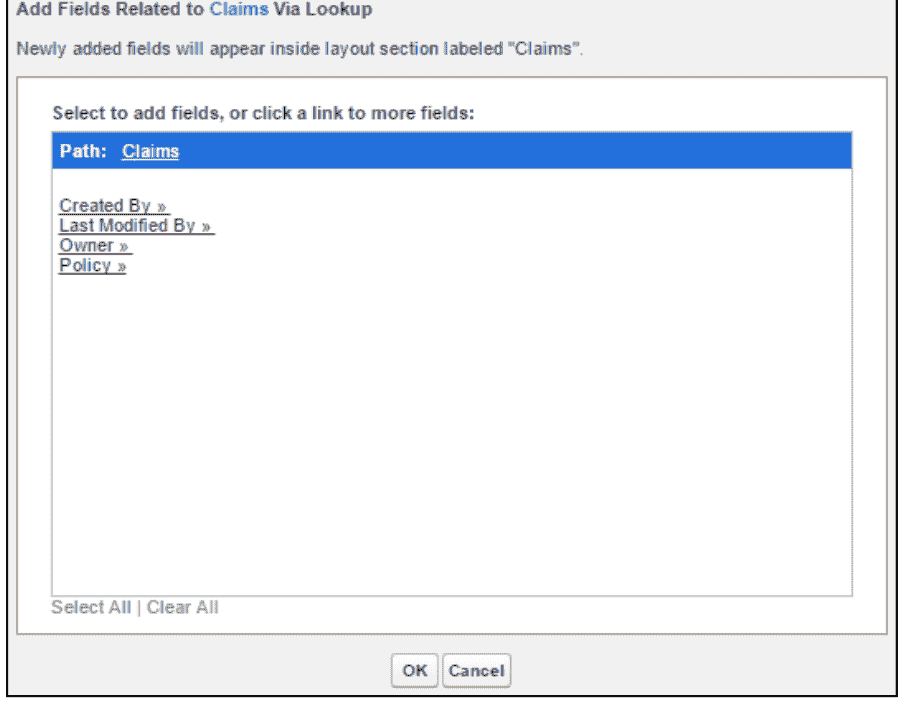 Add Fields Related to Claims Via Lookup
Newly added fields will appear inside layout section labeled "Claims".
Select to add fields, or click a link to more fields:
Path: Claims
Created By »
Last Modified By »
Owner »
Policy »
Select All | Clear All
OK Cancel